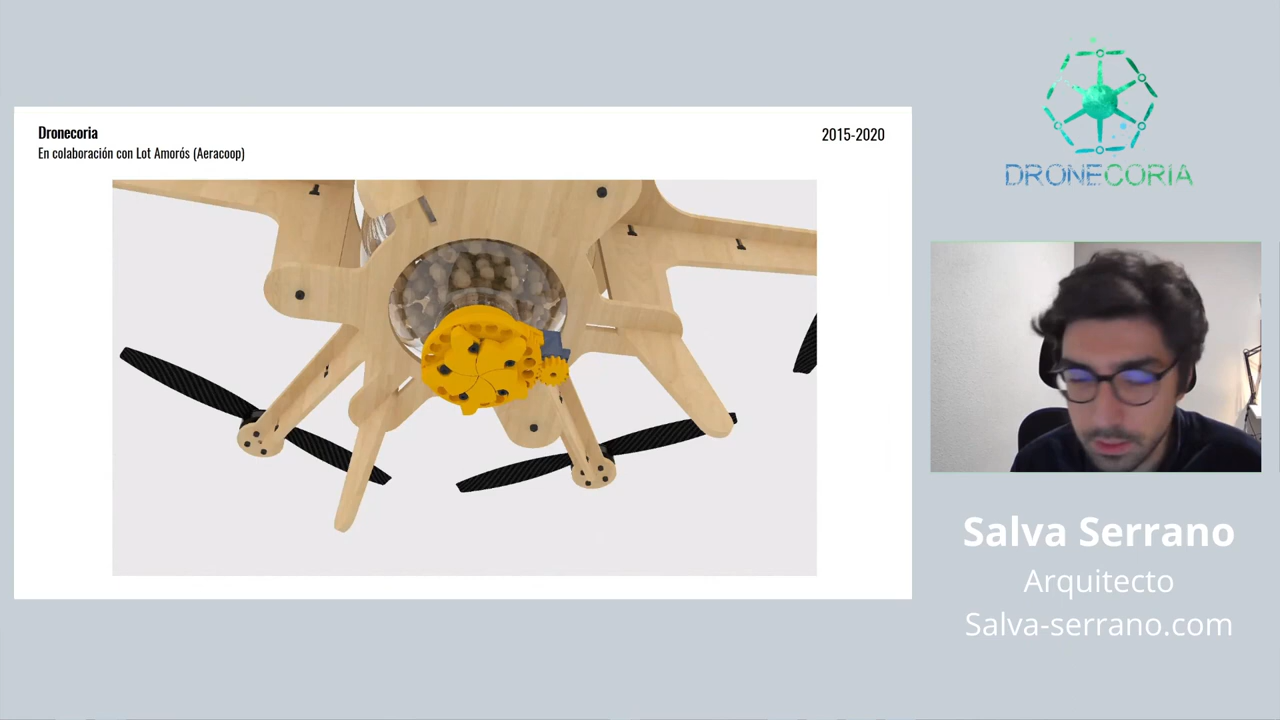 Dronecoria
En colaboración con Lot Amorós (Aeracoop)
2015-2020
DRONECORIA
Salva Serrano
Arquitecto
Salva-serrano.com